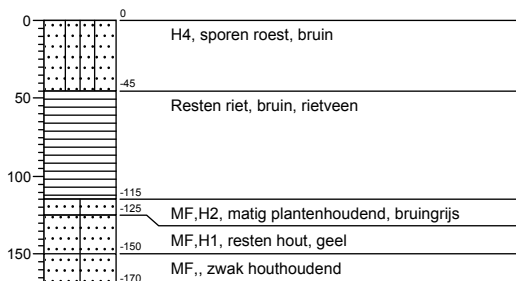 0
0
H4, sporen roest, bruin
-45
50
Resten riet, bruin, rietveen
100
-115
-125
MF,H2, matig plantenhoudend, bruingrijs
MF,H1, resten hout, geel
150
-150
MF,, zwak houthoudend
-170